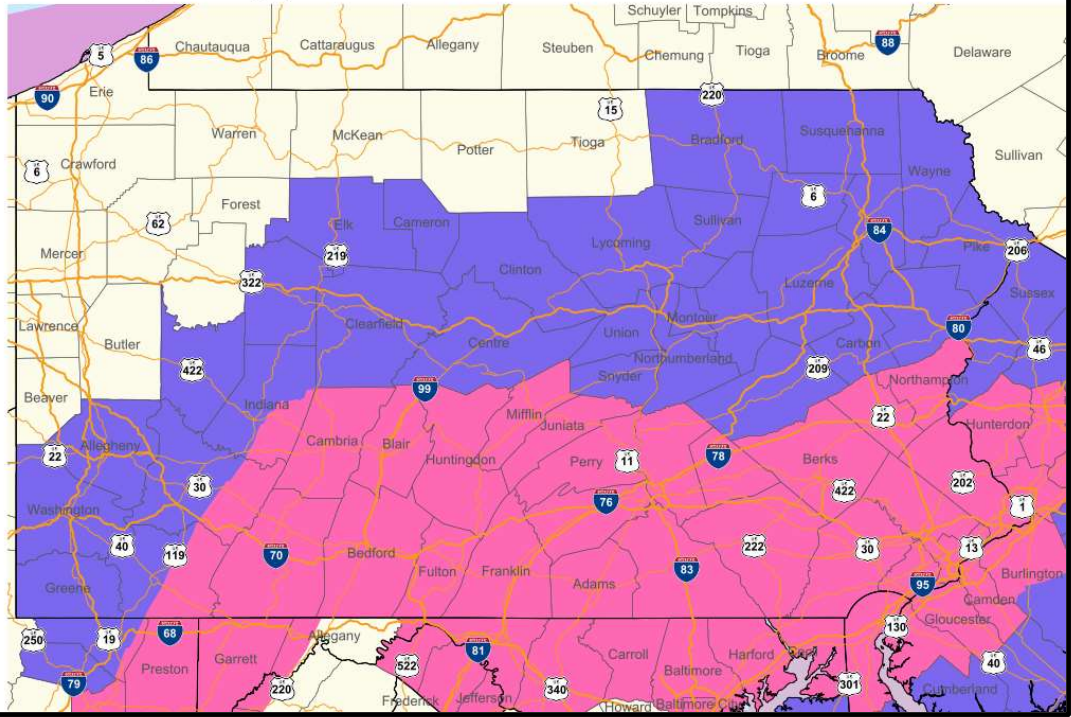 Schuyler Tompkins
Chautauqua Cattaraugus Allegany Steuben Chemung Tioga Broome 88 Delaware
5
86
90 Erie
15 220
Warren McKean Potter Tioga Bradford Susquehanna
Crawford Sullivan
6 Wayne
Forest 6
62 Elk Cameron Sullivan
84
Mercer Lycoming Pike
219 206
322 Clinton Luzerne Sussex
Lawrence Clearfield Montour
Butler Centre Union 80
422 Northumberland Carbon 46
Snyder 209
Beaver 99 Northampton
Indiana Mifflin 22
Allegheny Cambria Blair Juniata Hunterdon
22 Huntingdon Perry 11 78 Berks
30 422 202
Washington 76 1
40 119 70 Bedford 222 30 13
Fulton Franklin 83 Burlington
Greene Adams 95
Camden
250 19 68 Allegany 130 Gloucester
Preston Garrett 81 Carroll Harford Cecil
522 Baltimore 301 40
79 220 340 Cumberland
Frederick Jefferson Howard Baltimore City